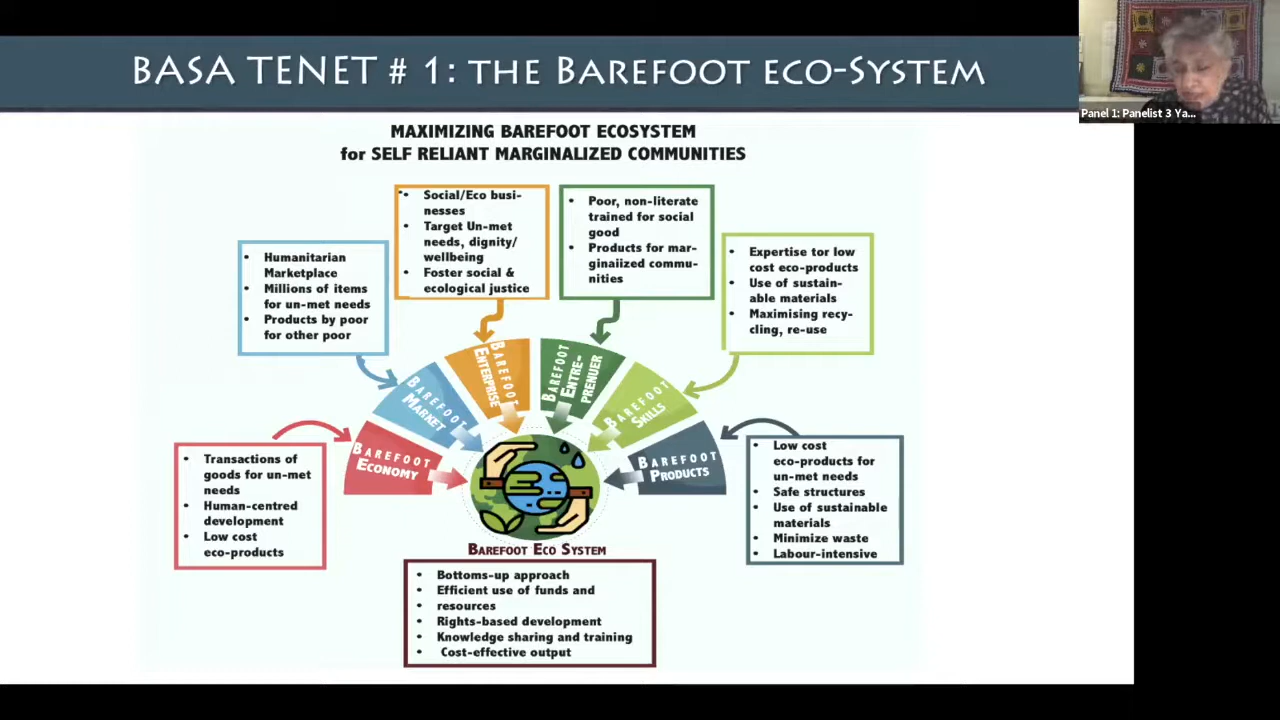 BASA TENET # 1: THE BAREFOOT ECO-SYSTEM
Panel 1: Panelist 3 Ya...
MAXIMIZING BAREFOOT ECOSYSTEM
for SELF RELIANT MARGINALIZED COMMUNITIES
• Transactions of
goods for un-met
needs
• Human-centred
development
• Low cost
eco-products
• Humanitarian
Marketplace
• Millions of items
for un-met needs
• Products by poor
for other poor
• Social/Eco busi-
nesses
• Target Un-met
needs, dignity/
wellbeing
• Foster social &
ecological justice
• Poor, non-literate
trained for social
good
• Products for mar-
ginaiized commu-
nities
• Expertise tor low
cost eco-products
• Use of sustain-
able materials
• Maximising recy-
cling, re-use
• Low cost
eco-products for
un-met needs
• Safe structures
• Use of sustainable
materials
• Minimize waste
• Labour-intensive
BAREFOOT
ECONOMY
BAREFOOT
MARKET
BAREFOOT
ENTERPRISE
BAREFOOT
ENTRE-
PRENUER
BAREFOOT
SKILLS
BAREFOOT
PRODUCTS
BAREFOOT ECO SYSTEM
• Bottoms-up approach
• Efficient use of funds and
• resources
• Rights-based development
• Knowledge sharing and training
• Cost-effective output